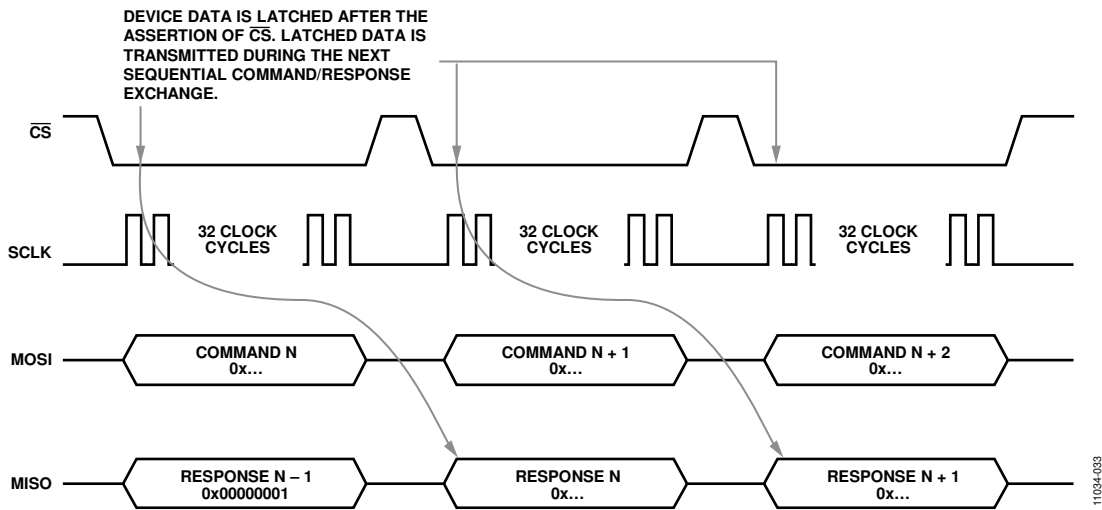 DEVICE DATA IS LATCHED AFTER THE
ASSERTION OF C̅S̅. LATCHED DATA IS
TRANSMITTED DURING THE NEXT
SEQUENTIAL COMMAND/RESPONSE
EXCHANGE.
C̅S̅
SCLK
32 CLOCK
CYCLES
32 CLOCK
CYCLES
32 CLOCK
CYCLES
MOSI
COMMAND N
0x…
COMMAND N + 1
0x…
COMMAND N + 2
0x…
MISO
RESPONSE N – 1
0x00000001
RESPONSE N
0x…
RESPONSE N + 1
0x…
11034-033